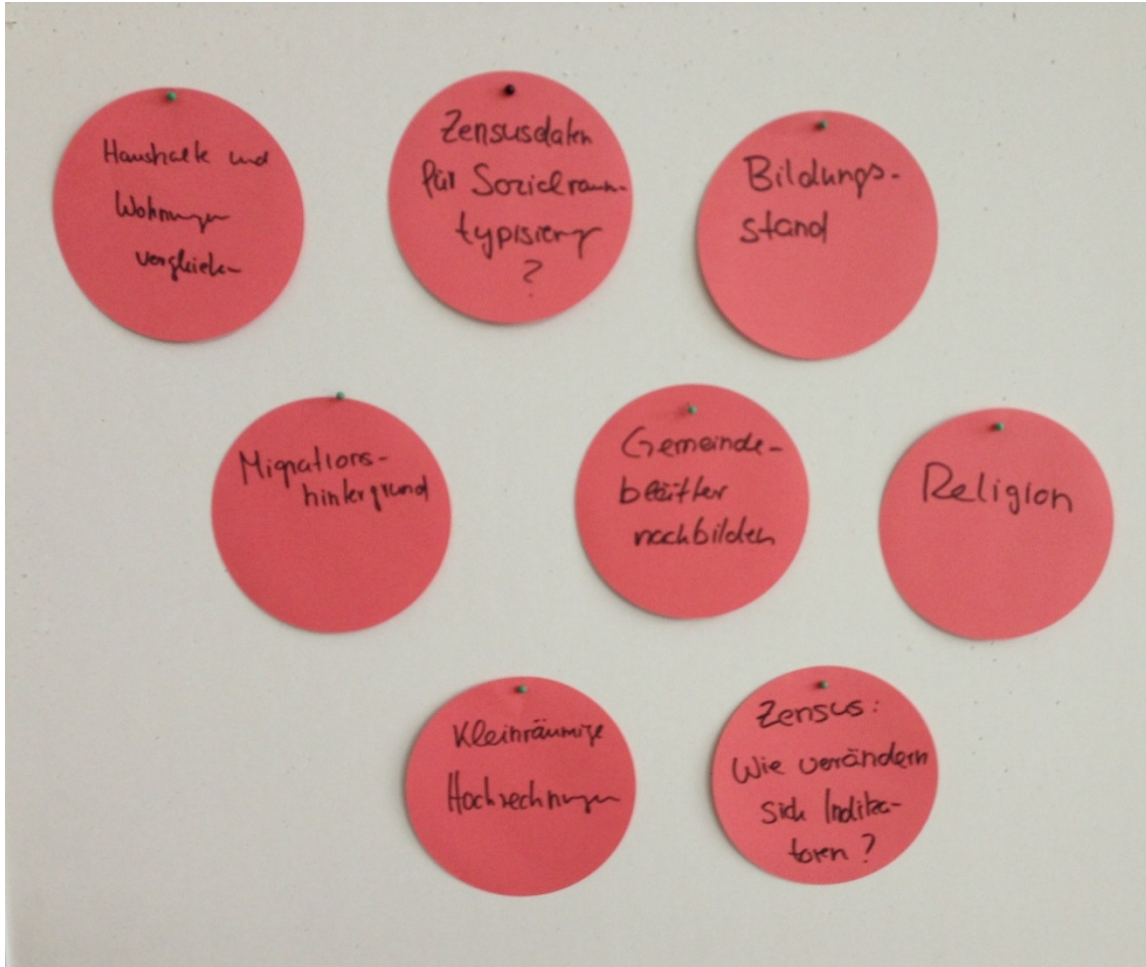 Haushalte und
Wohnungen
vergleichen
Zensusdaten
für Sozialraum-
typisierung
?
Bildungs-
stand
Migrations-
hintergrund
Gemeinde-
blätter
nachbilden
Religion
Kleinräumige
Hochrechnungen
Zensus:
Wie verändern
sich Indika-
toren?